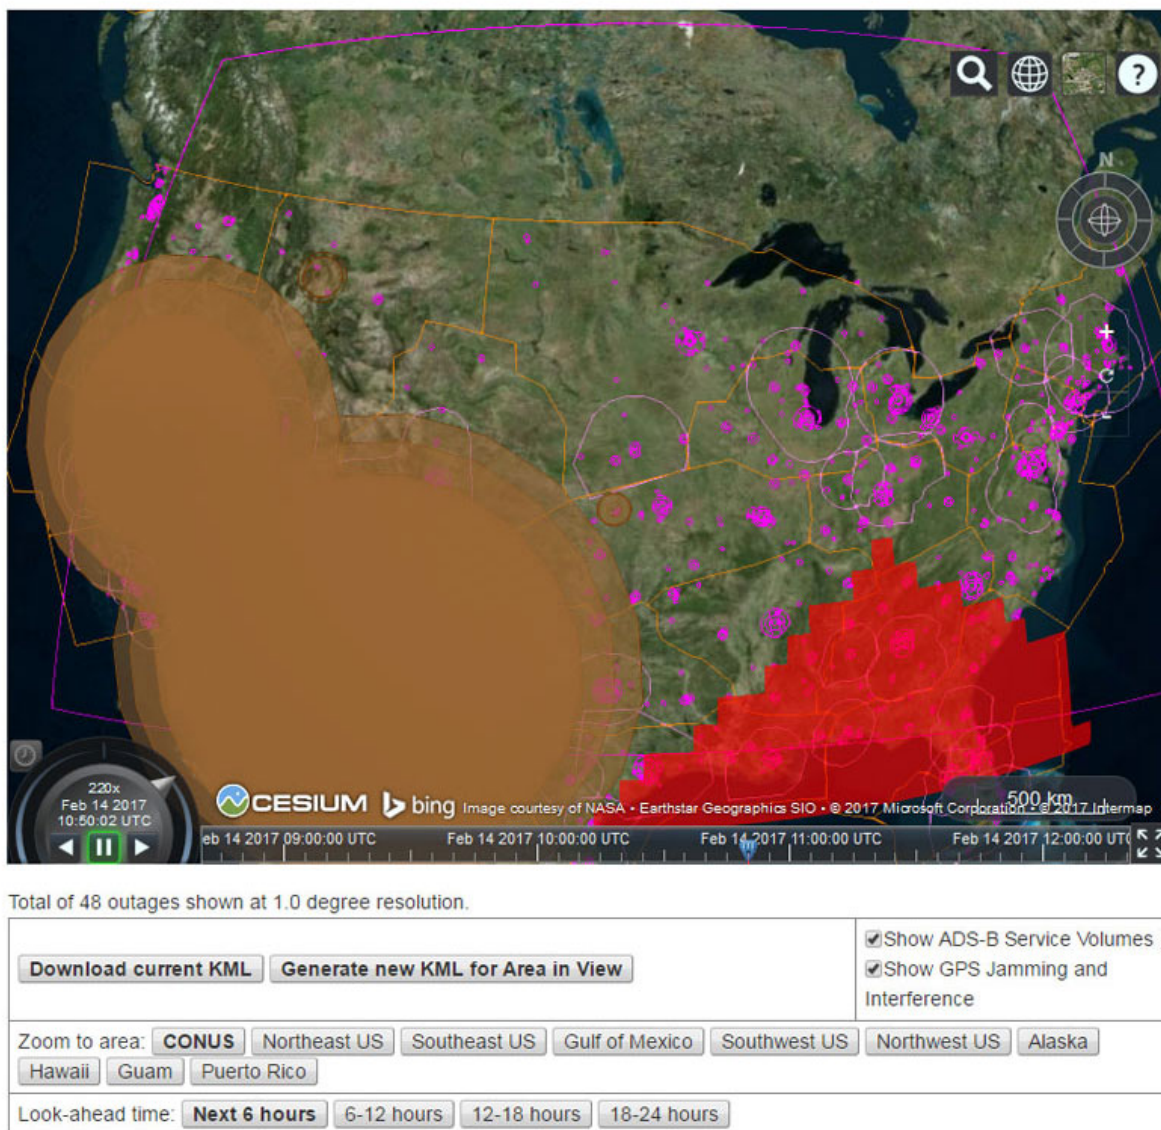 ?
N
+
-
220x
Feb 14 2017
10:50:02 UTC
CESIUM bing Image courtesy of NASA • Earthstar Geographics SIO • © 2017 Microsoft Corporation • © 2017 Intermap
500 km
eb 14 2017 09:00:00 UTC Feb 14 2017 10:00:00 UTC Feb 14 2017 11:00:00 UTC Feb 14 2017 12:00:00 UTC
Total of 48 outages shown at 1.0 degree resolution.
Download current KML Generate new KML for Area in View
Show ADS-B Service Volumes
Show GPS Jamming and
Interference
Zoom to area: CONUS Northeast US Southeast US Gulf of Mexico Southwest US Northwest US Alaska
Hawaii Guam Puerto Rico
Look-ahead time: Next 6 hours 6-12 hours 12-18 hours 18-24 hours